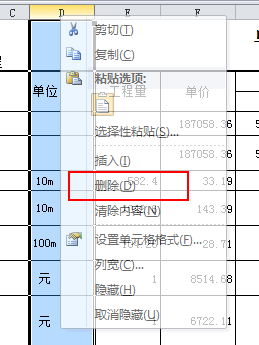 C D E F
剪切(T)
复制(C)
粘贴选项:
单位 工程量 单价
187058.36
选择性粘贴(S)...
187058.36
插入(I)
10m 删除(D) 582.4 33.19
10m 清除内容(N) 143.39
100m 设置单元格格式(F)... 28.71
元 列宽(C)... 1 8514.68
隐藏(H)
元 取消隐藏(U) 1 6722.11